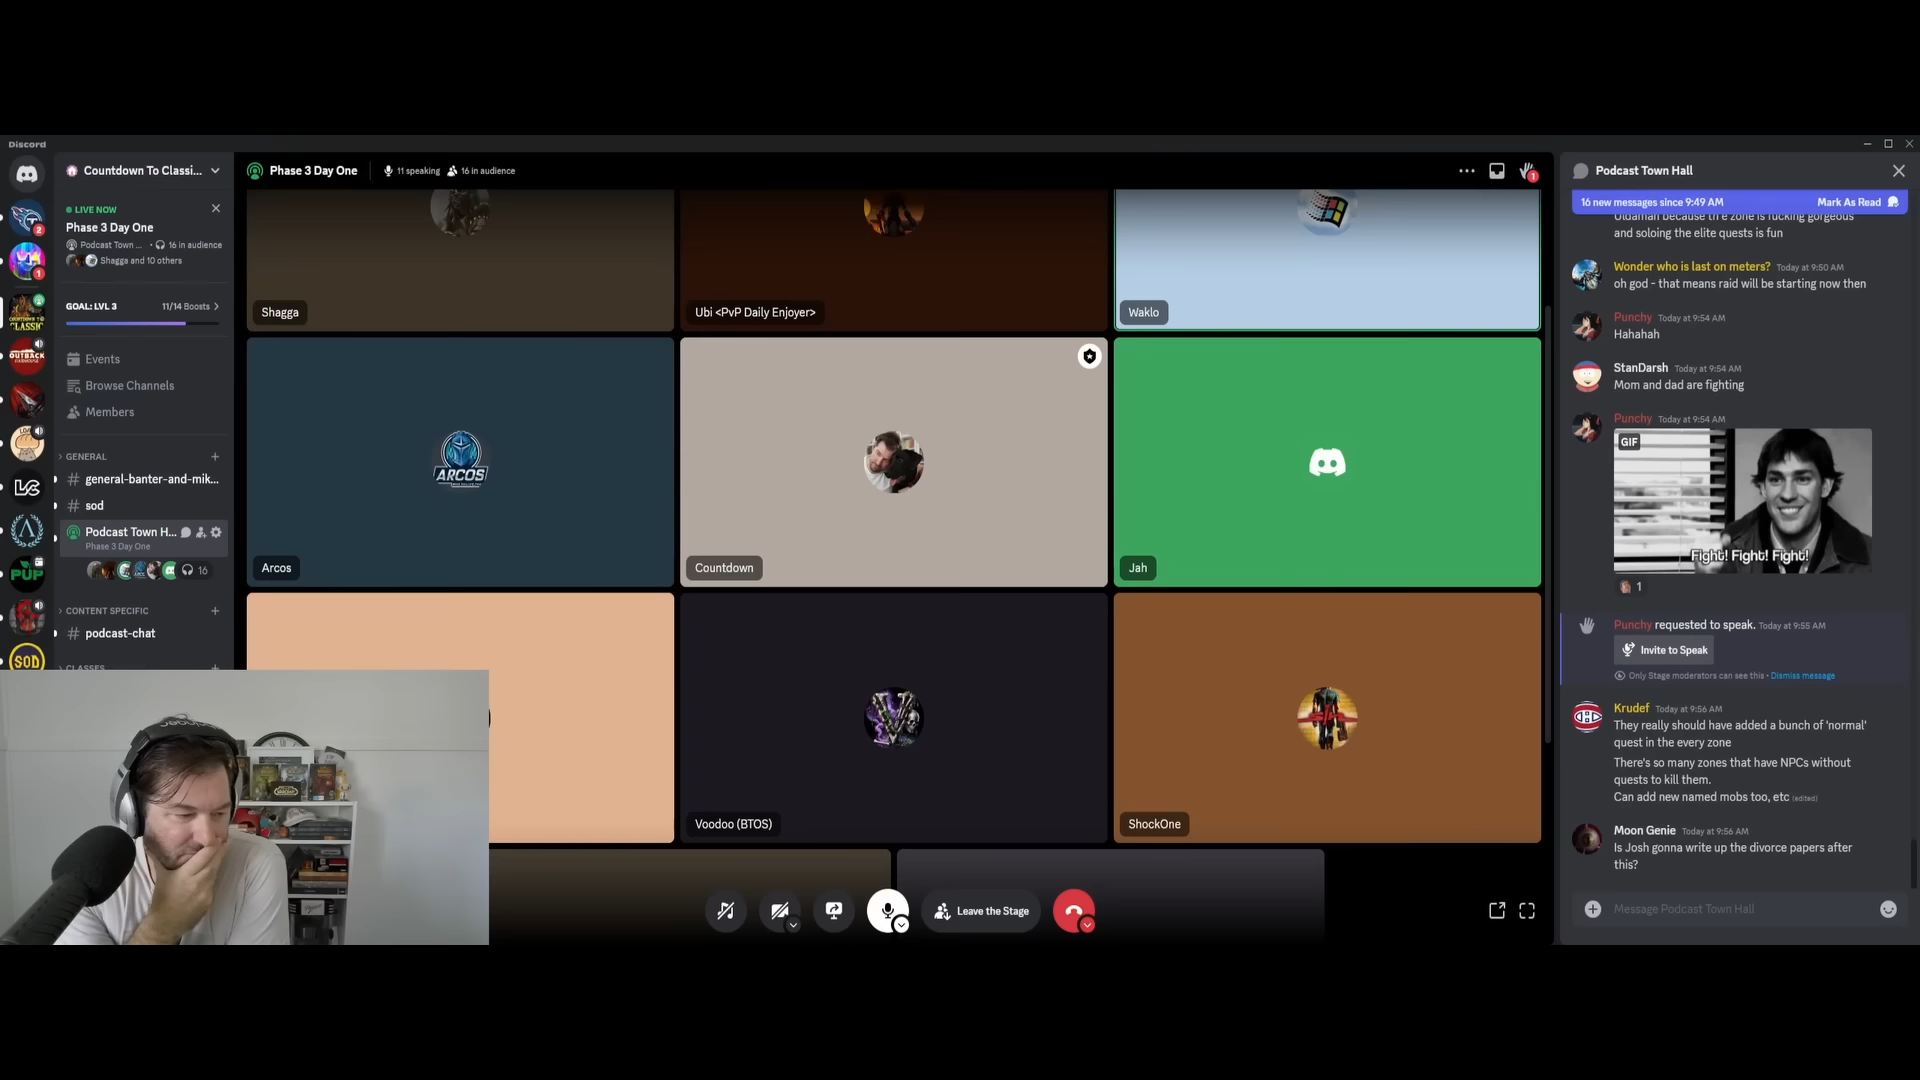 Discord
Countdown To Classi...
LIVE NOW
Phase 3 Day One
Podcast Town ... • 16 in audience
Shagga and 10 others
GOAL: LVL 3 11/14 Boosts
Events
Browse Channels
Members
GENERAL
general-banter-and-mik...
sod
Podcast Town H...
Phase 3 Day One
16
CONTENT SPECIFIC
podcast-chat
CLASSES
2
1
COUNTDOWN TO
CLASSIC
OUTBACK
LC
PUP
SOD
Phase 3 Day One 11 speaking 16 in audience
1
Shagga
Ubi <PvP Daily Enjoyer>
Waklo
ARCOS
Arcos
Countdown
Jah
Voodoo (BTOS)
ShockOne
Leave the Stage
Podcast Town Hall
16 new messages since 9:49 AM Mark As Read
and soloing the elite quests is fun
Wonder who is last on meters? Today at 9:50 AM
oh god - that means raid will be starting now then
Punchy Today at 9:54 AM
Hahahah
StanDarsh Today at 9:54 AM
Mom and dad are fighting
Punchy Today at 9:54 AM
GIF
Fight! Fight! Fight!
1
Punchy requested to speak. Today at 9:55 AM
Invite to Speak
Only Stage moderators can see this • Dismiss message
Krudef Today at 9:56 AM
They really should have added a bunch of 'normal'
quest in the every zone
There's so many zones that have NPCs without
quests to kill them.
Can add new named mobs too, etc (edited)
Moon Genie Today at 9:56 AM
Is Josh gonna write up the divorce papers after
this?
Message Podcast Town Hall